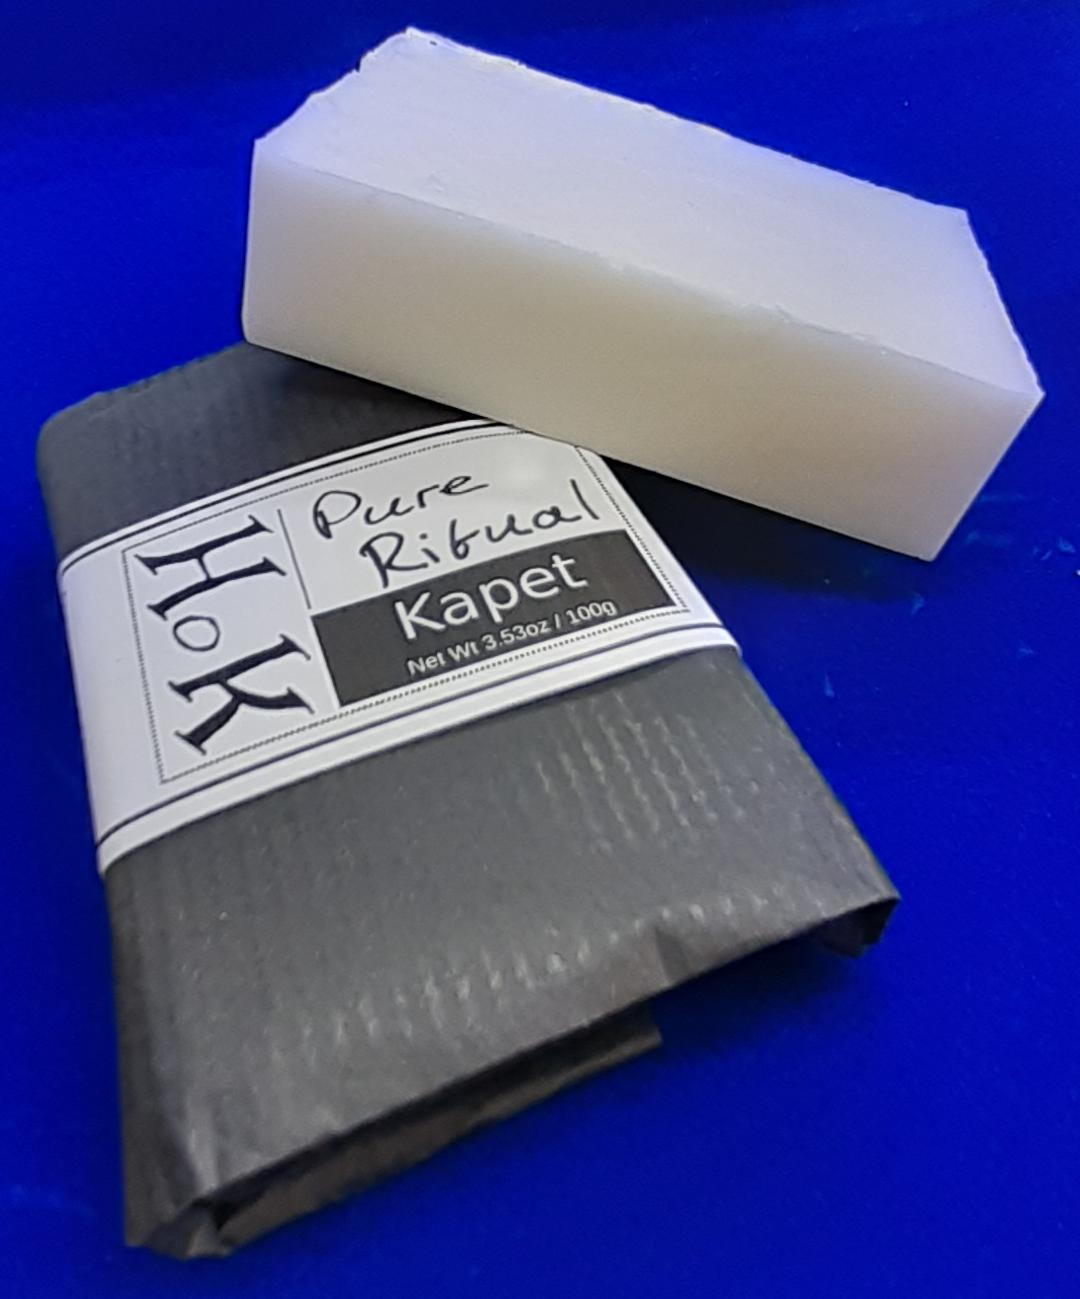 HoK
Pure
Ritual
Kapet
Net Wt 3.53oz / 100g